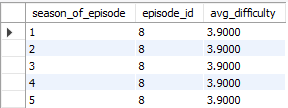 season_of_episode episode_id avg_difficulty
1 8 3.9000
2 8 3.9000
3 8 3.9000
4 8 3.9000
5 8 3.9000